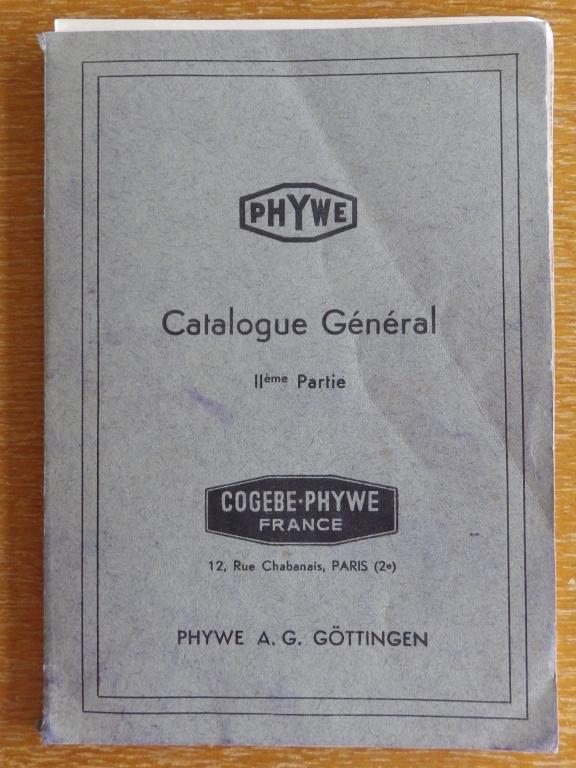 PHYWE
Catalogue Général
IIème Partie
COGEBE-PHYWE
FRANCE
12, Rue Chabanais, PARIS (2e)
PHYWE A. G. GÖTTINGEN